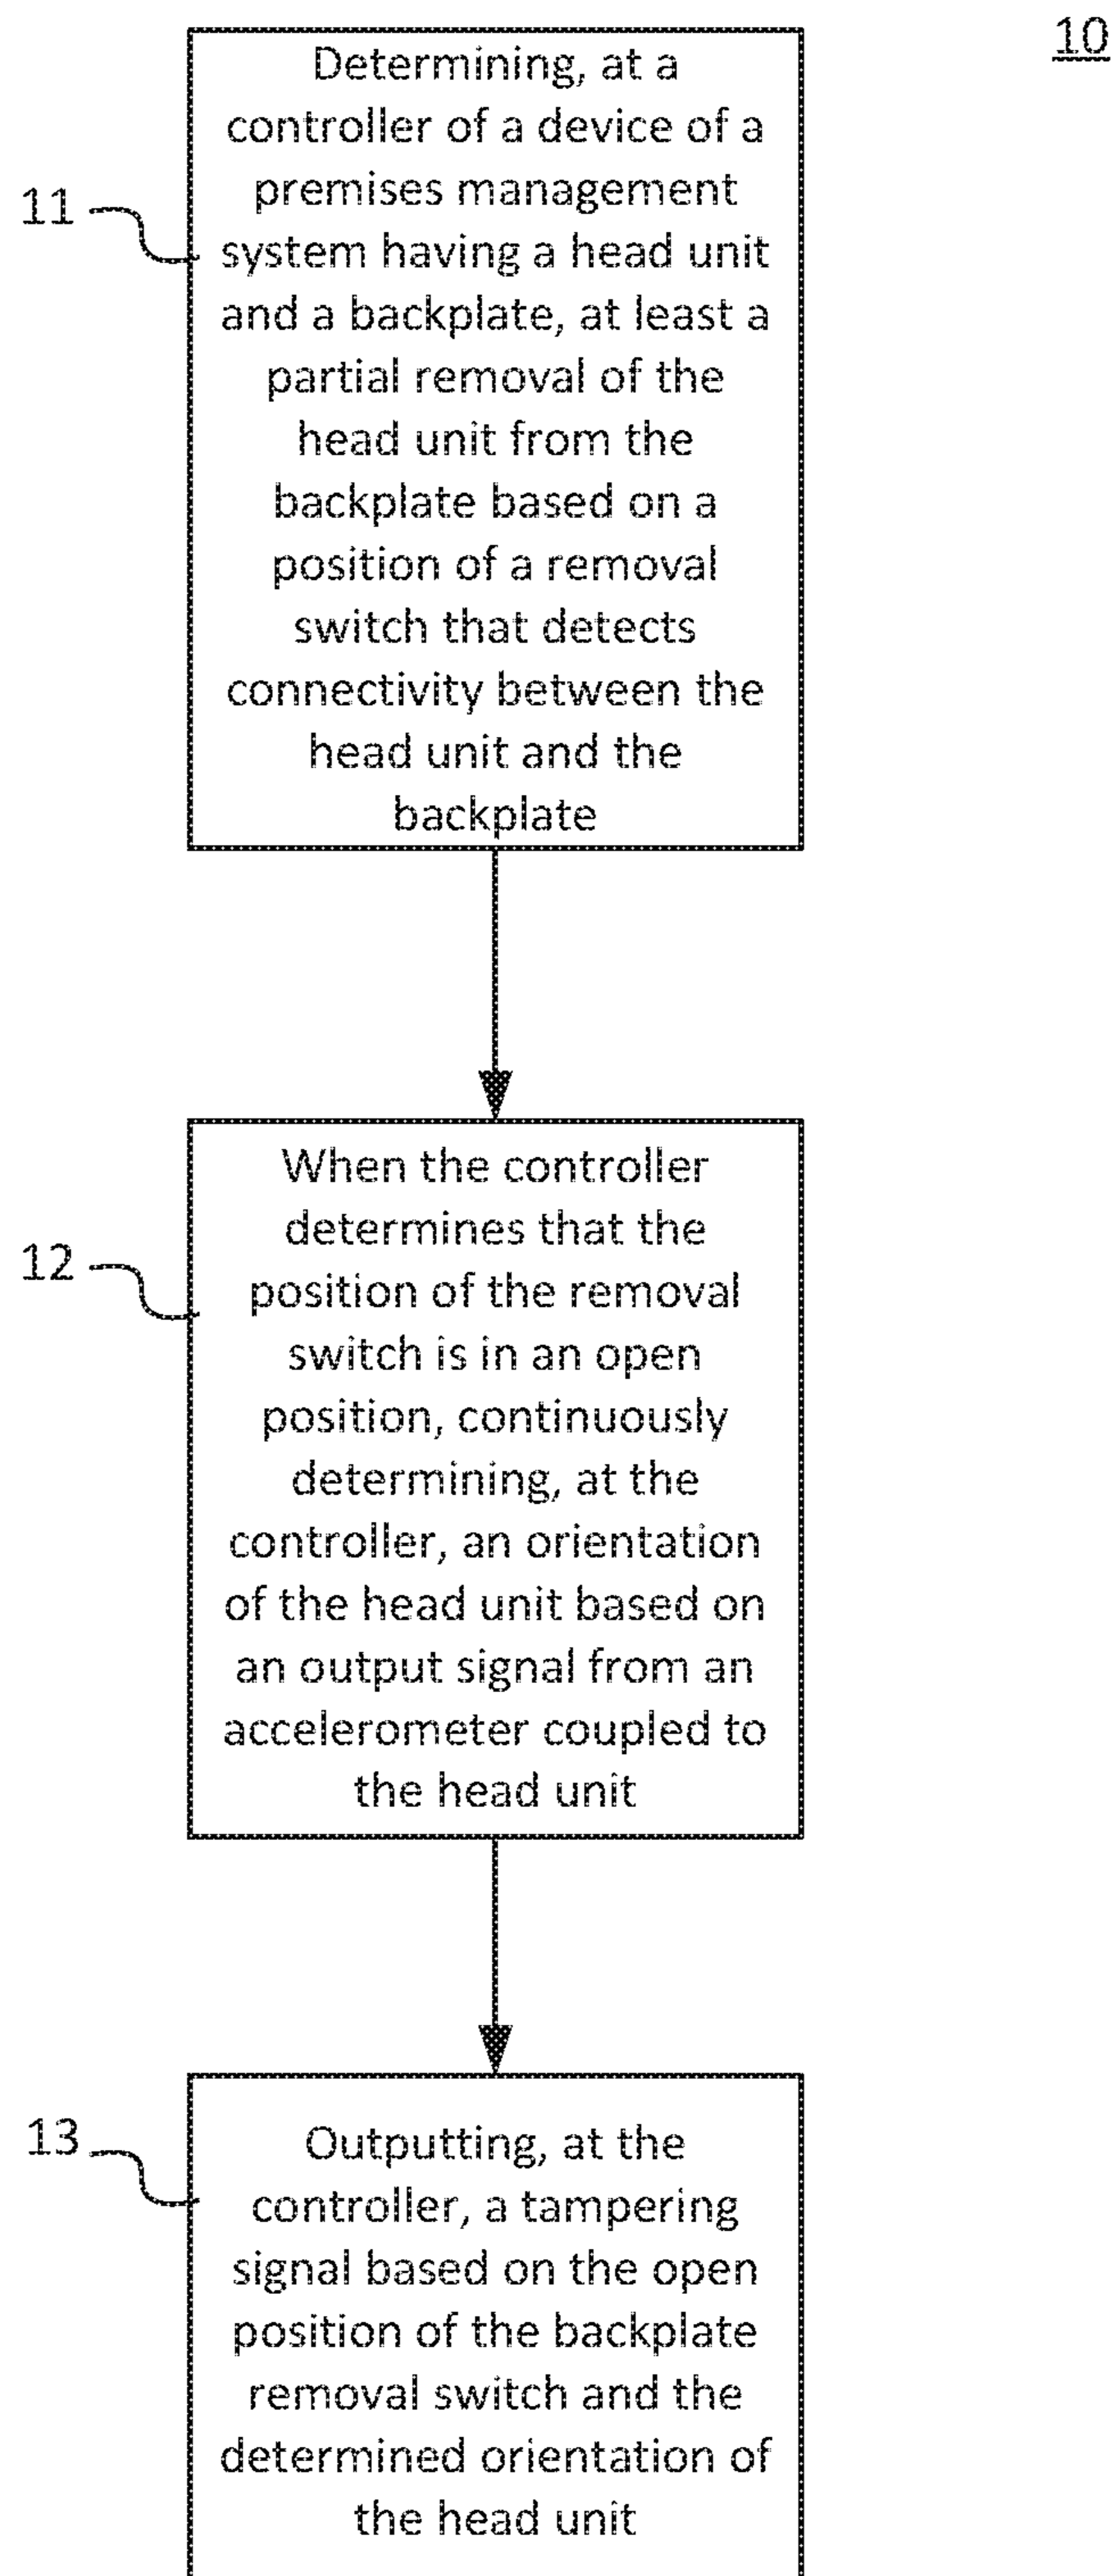 10
Determining, at a
controller of a device of a
premises management
system having a head unit
and a backplate, at least a
partial removal of the
head unit from the
backplate based on a
position of a removal
switch that detects
connectivity between the
head unit and the
backplate
11
When the controller
determines that the
position of the removal
switch is in an open
position, continuously
determining, at the
controller, an orientation
of the head unit based on
an output signal from an
accelerometer coupled to
the head unit
12
Outputting, at the
controller, a tampering
signal based on the open
position of the backplate
removal switch and the
determined orientation of
the head unit
13